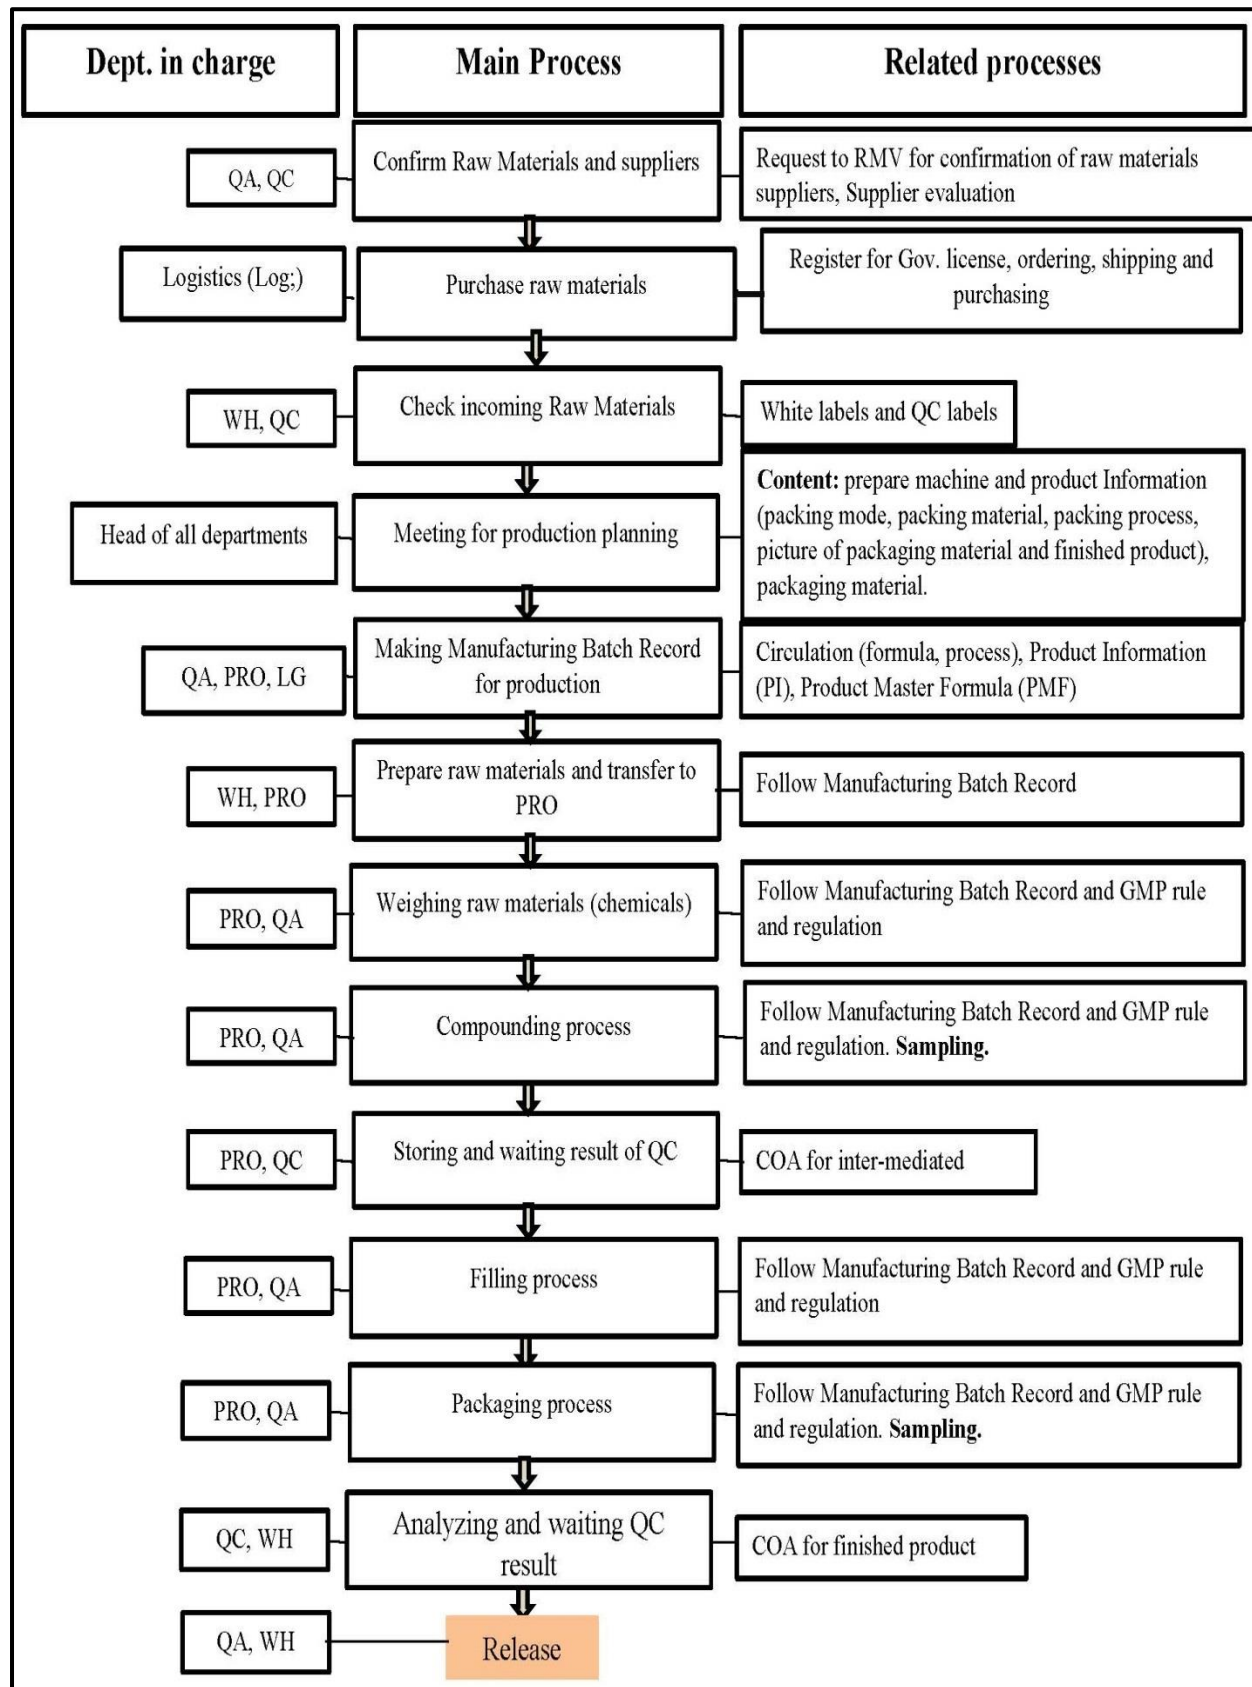 Dept. in charge
Main Process
Related processes
QA, QC
Confirm Raw Materials and suppliers
Request to RMV for confirmation of raw materials
suppliers, Supplier evaluation
Logistics (Log;)
Purchase raw materials
Register for Gov. license, ordering, shipping and
purchasing
WH, QC
Check incoming Raw Materials
White labels and QC labels
Head of all departments
Meeting for production planning
Content: prepare machine and product Information
(packing mode, packing material, packing process,
picture of packaging material and finished product),
packaging material.
QA, PRO, LG
Making Manufacturing Batch Record
for production
Circulation (formula, process), Product Information
(PI), Product Master Formula (PMF)
WH, PRO
Prepare raw materials and transfer to
PRO
Follow Manufacturing Batch Record
PRO, QA
Weighing raw materials (chemicals)
Follow Manufacturing Batch Record and GMP rule
and regulation
PRO, QA
Compounding process
Follow Manufacturing Batch Record and GMP rule
and regulation. Sampling.
PRO, QC
Storing and waiting result of QC
COA for inter-mediated
PRO, QA
Filling process
Follow Manufacturing Batch Record and GMP rule
and regulation
PRO, QA
Packaging process
Follow Manufacturing Batch Record and GMP rule
and regulation. Sampling.
QC, WH
Analyzing and waiting QC
result
COA for finished product
QA, WH
Release